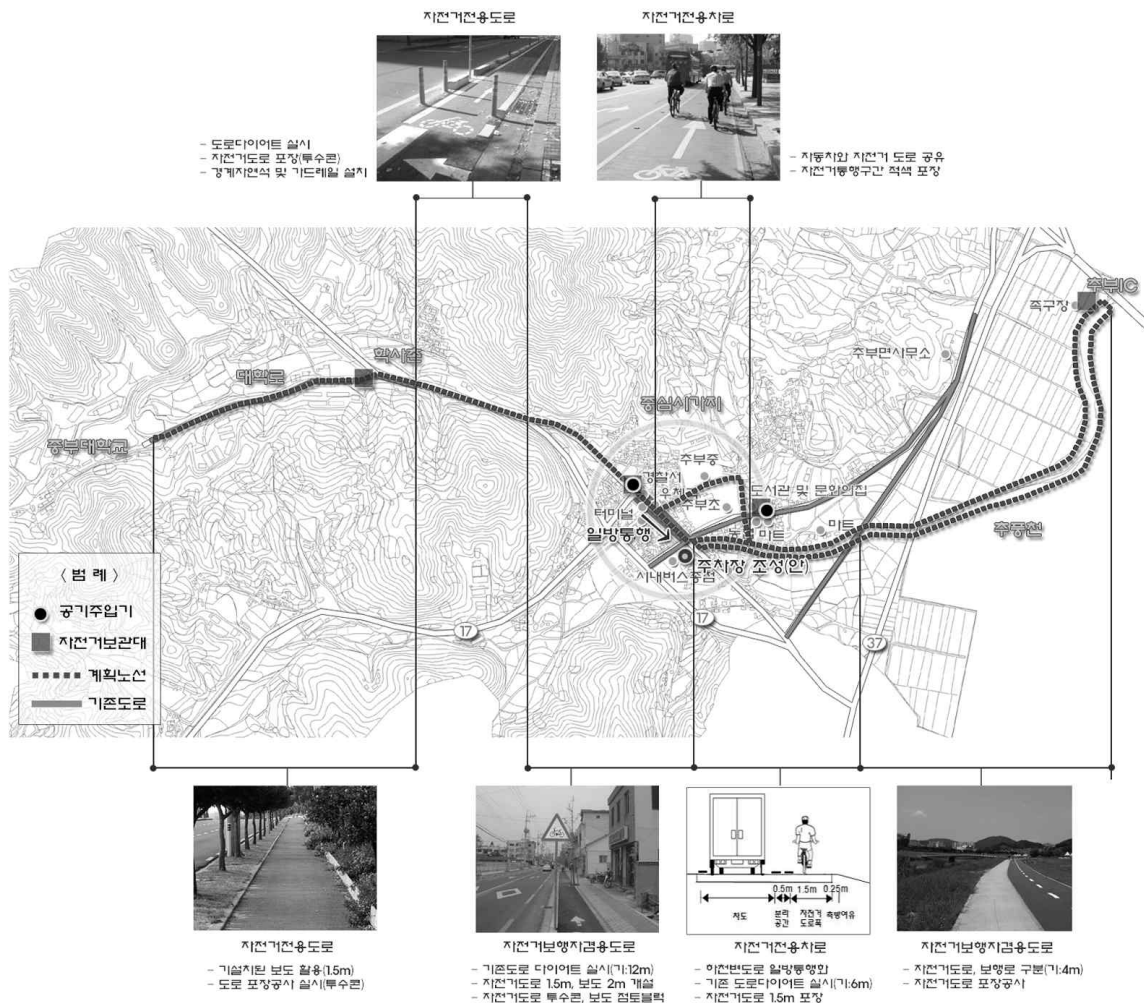 자전거전용도로
자전거전용차로
- 도로다이어트 실시
- 자전거도로 포장(투수콘)
- 경계자연석 및 가드레일 설치
- 자동차와 자전거 도로 공유
- 자전거통행구간 적색 포장
추부IC
족구장
추부면사무소
학사촌
대학로
중부대학교
중심시가지
경찰서
추부중
우체
추부초
도서관 및 문화의집
터미널
일방통행
농
마트
마트
추풍천
주차장 조성(안)
시내버스종점
17
17
37
〈 범 례 〉
공기주입기
자전거보관대
계획노선
기존도로
0.5m 1.5m 0.25m
차도
분리
공간
자전거
도로폭
측방여유
자전거전용도로
- 기설치된 보도 활용(1.5m)
- 도로 포장공사 실시(투수콘)
자전거보행자겸용도로
- 기존도로 다이어트 실시(기:12m)
- 자전거도로 1.5m, 보도 2m 개설
- 자전거도로 투수콘, 보도 점토블럭
자전거전용차로
- 하천변도로 일방통행화
- 기존 도로다이어트 실시(기:6m)
- 자전거도로 1.5m 포장
자전거보행자겸용도로
- 자전거도로, 보행로 구분(기:4m)
- 자전거도로 포장공사